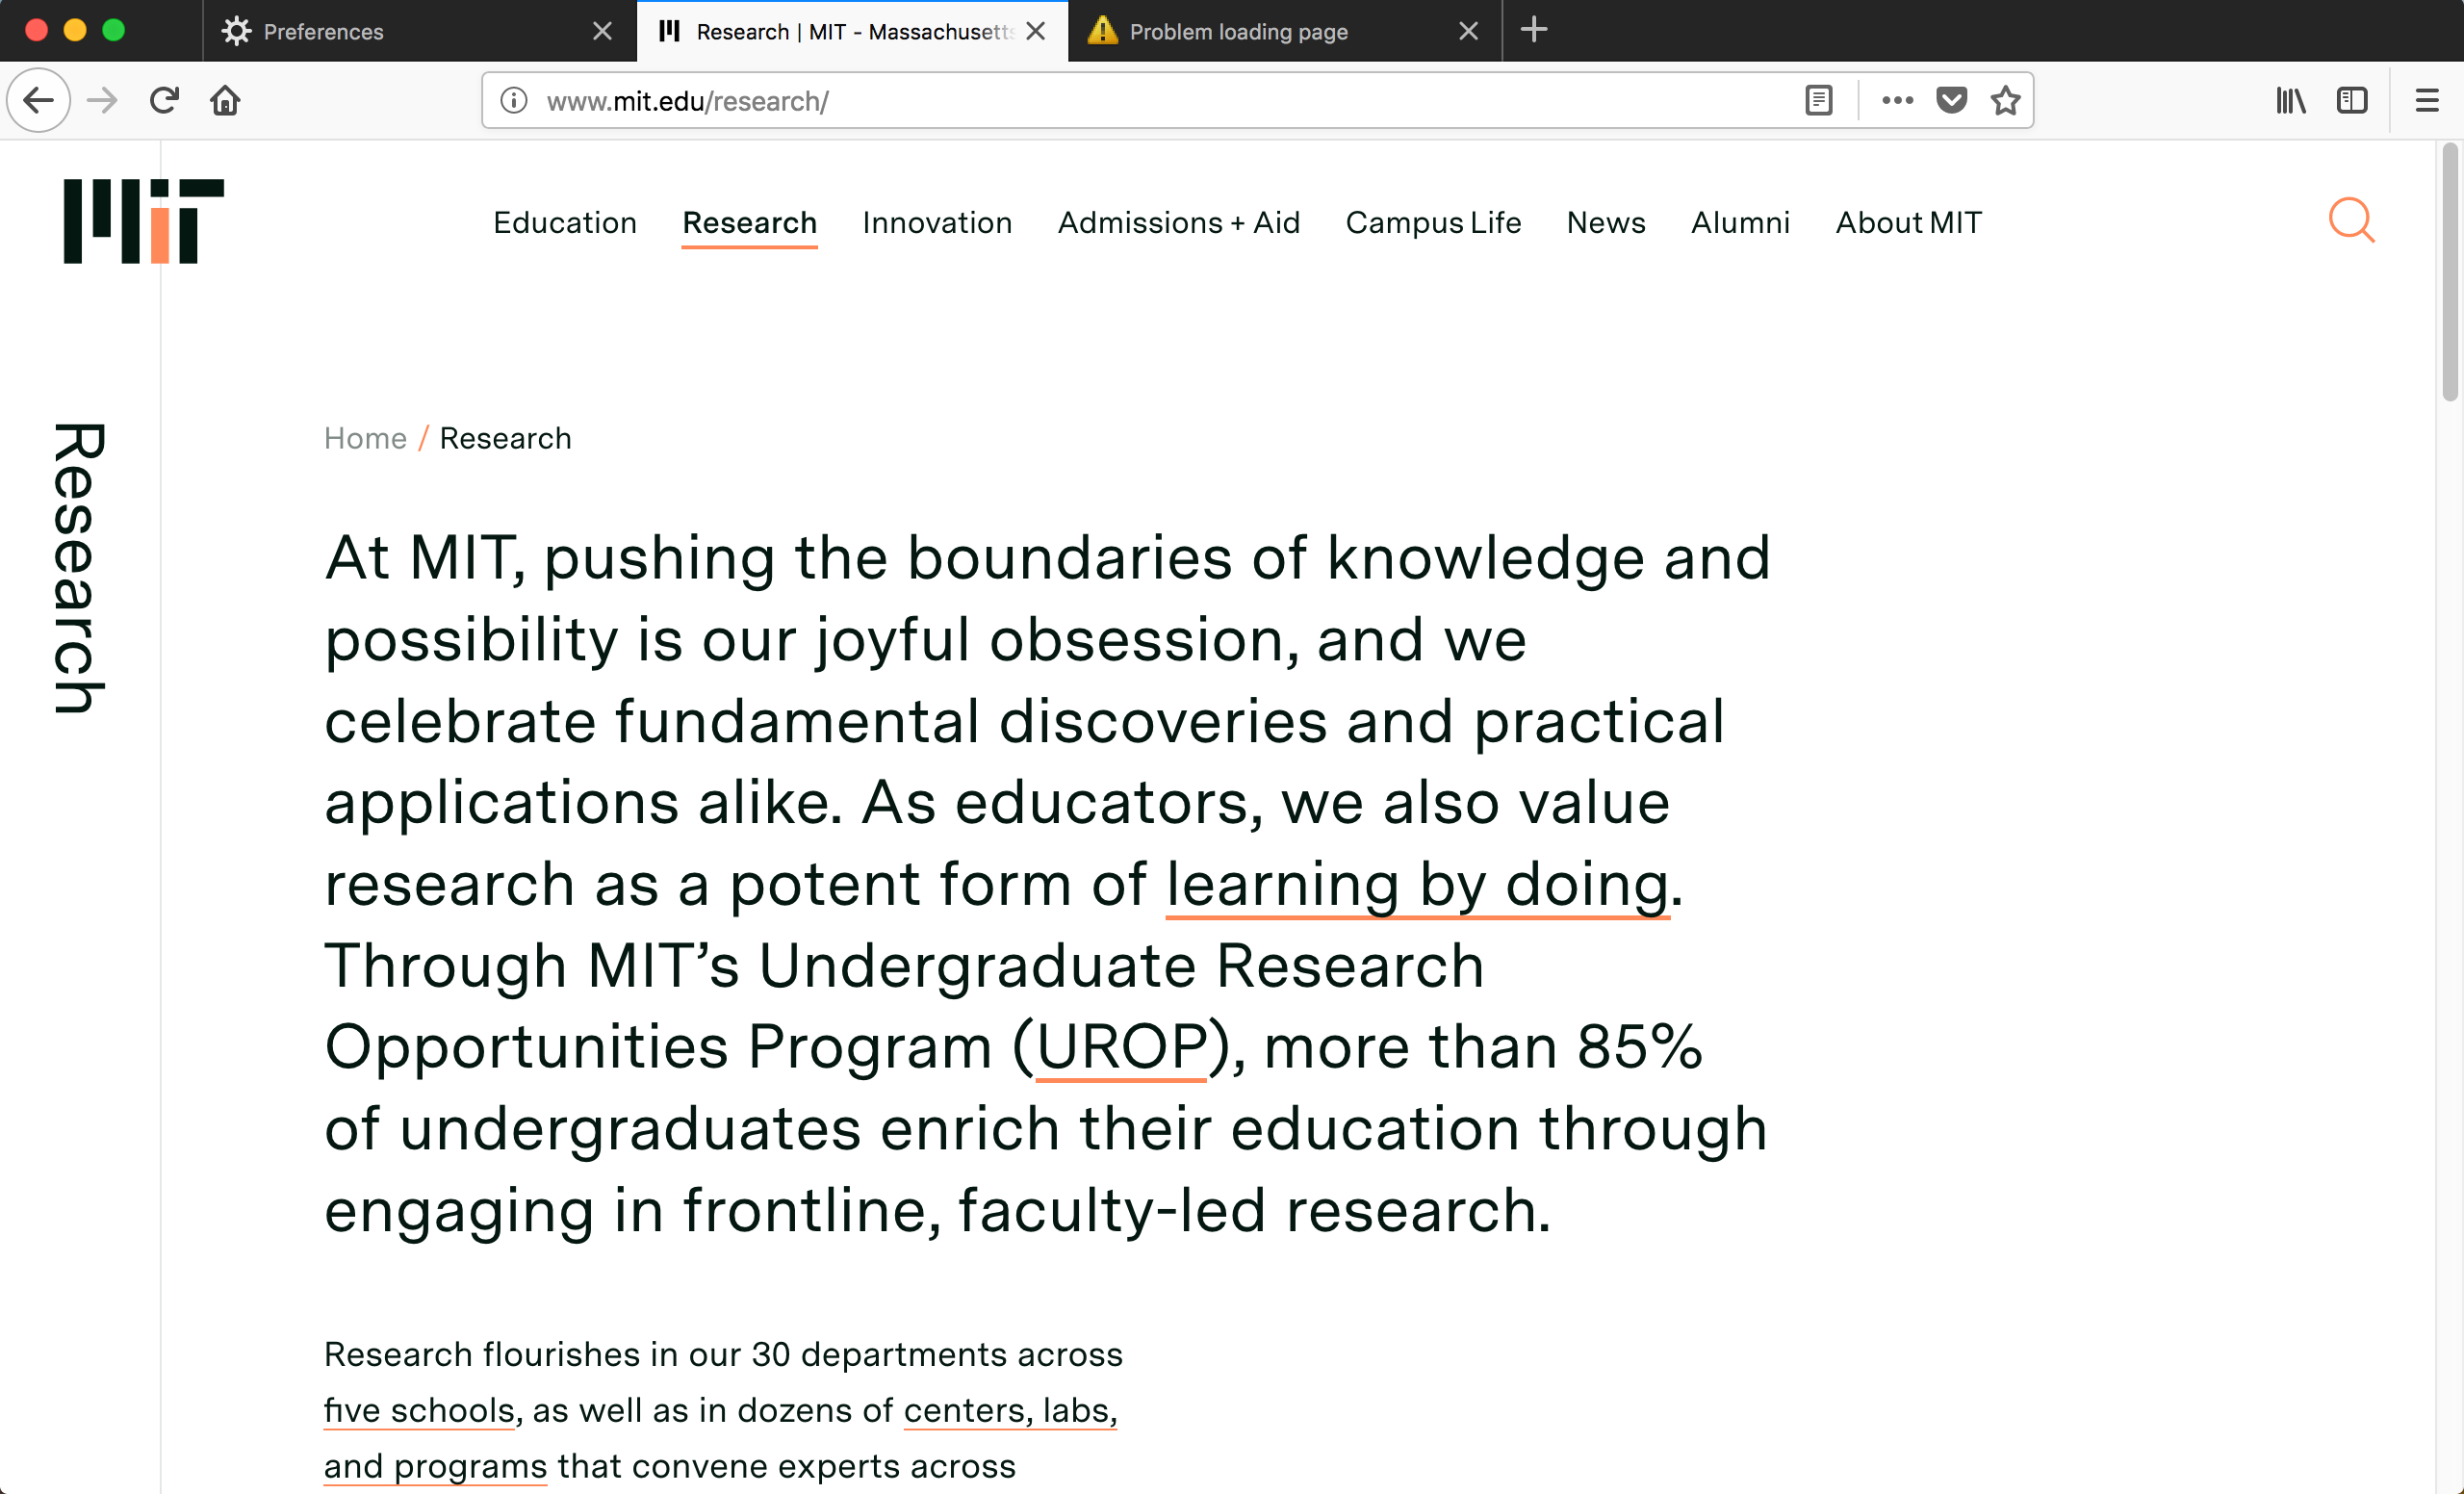 Preferences
Research | MIT - Massachusetts
Problem loading page
www.mit.edu/research/
MIT
Education Research Innovation Admissions + Aid Campus Life News Alumni About MIT
Research
Home / Research
At MIT, pushing the boundaries of knowledge and
possibility is our joyful obsession, and we
celebrate fundamental discoveries and practical
applications alike. As educators, we also value
research as a potent form of learning by doing.
Through MIT’s Undergraduate Research
Opportunities Program (UROP), more than 85%
of undergraduates enrich their education through
engaging in frontline, faculty-led research.
Research flourishes in our 30 departments across
five schools, as well as in dozens of centers, labs,
and programs that convene experts across